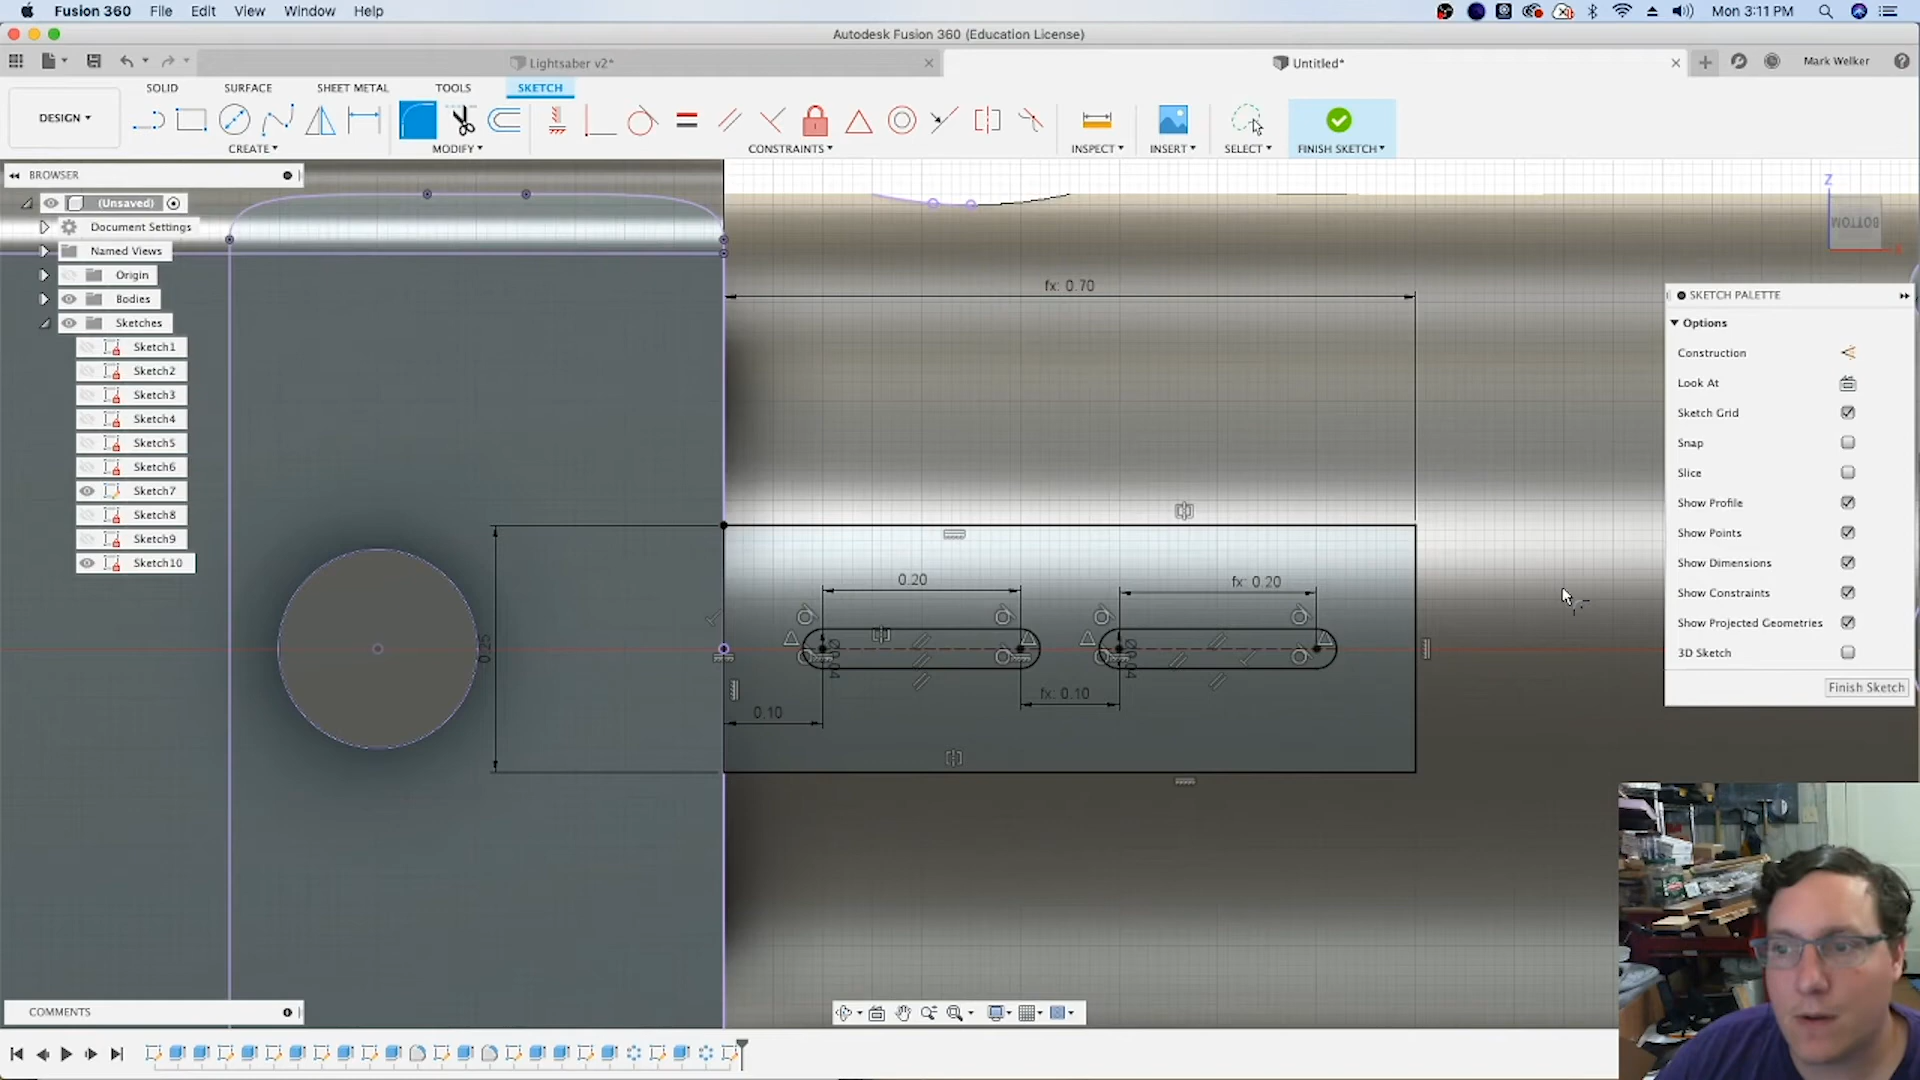 Fusion 360 File Edit View Window Help Mon 3:11 PM
Autodesk Fusion 360 (Education License)
Lightsaber v2* Untitled* Mark Welker
SOLID SURFACE SHEET METAL TOOLS SKETCH
DESIGN
CREATE MODIFY CONSTRAINTS INSPECT INSERT SELECT FINISH SKETCH
BROWSER
(Unsaved)
Document Settings
Named Views
Origin
Bodies
Sketches
Sketch1
Sketch2
Sketch3
Sketch4
Sketch5
Sketch6
Sketch7
Sketch8
Sketch9
Sketch10
Z
BOTTOM
X
fx: 0.70
0.20
fx: 0.20
0.25
fx: 0.10
0.10
SKETCH PALETTE
Options
Construction
Look At
Sketch Grid
Snap
Slice
Show Profile
Show Points
Show Dimensions
Show Constraints
Show Projected Geometries
3D Sketch
Finish Sketch
COMMENTS